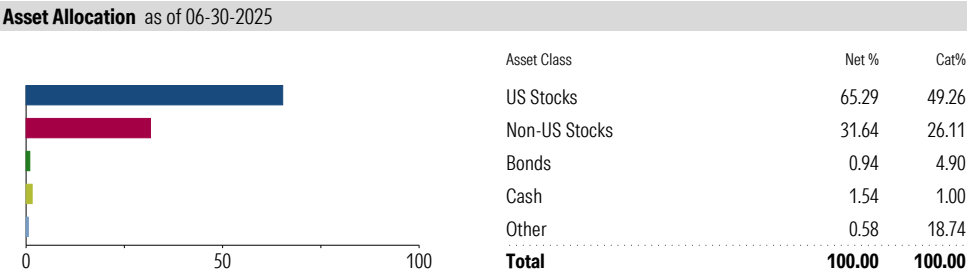 Asset Allocation as of 06-30-2025
Asset Class Net % Cat%
US Stocks 65.29 49.26
Non-US Stocks 31.64 26.11
Bonds 0.94 4.90
Cash 1.54 1.00
Other 0.58 18.74
Total 100.00 100.00
0 50 100